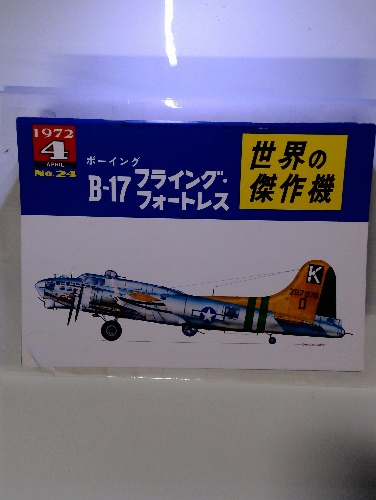 1972
4
APRIL
No.24
ボーイング
B-17 フライング・
フォートレス
世界の
傑作機
K